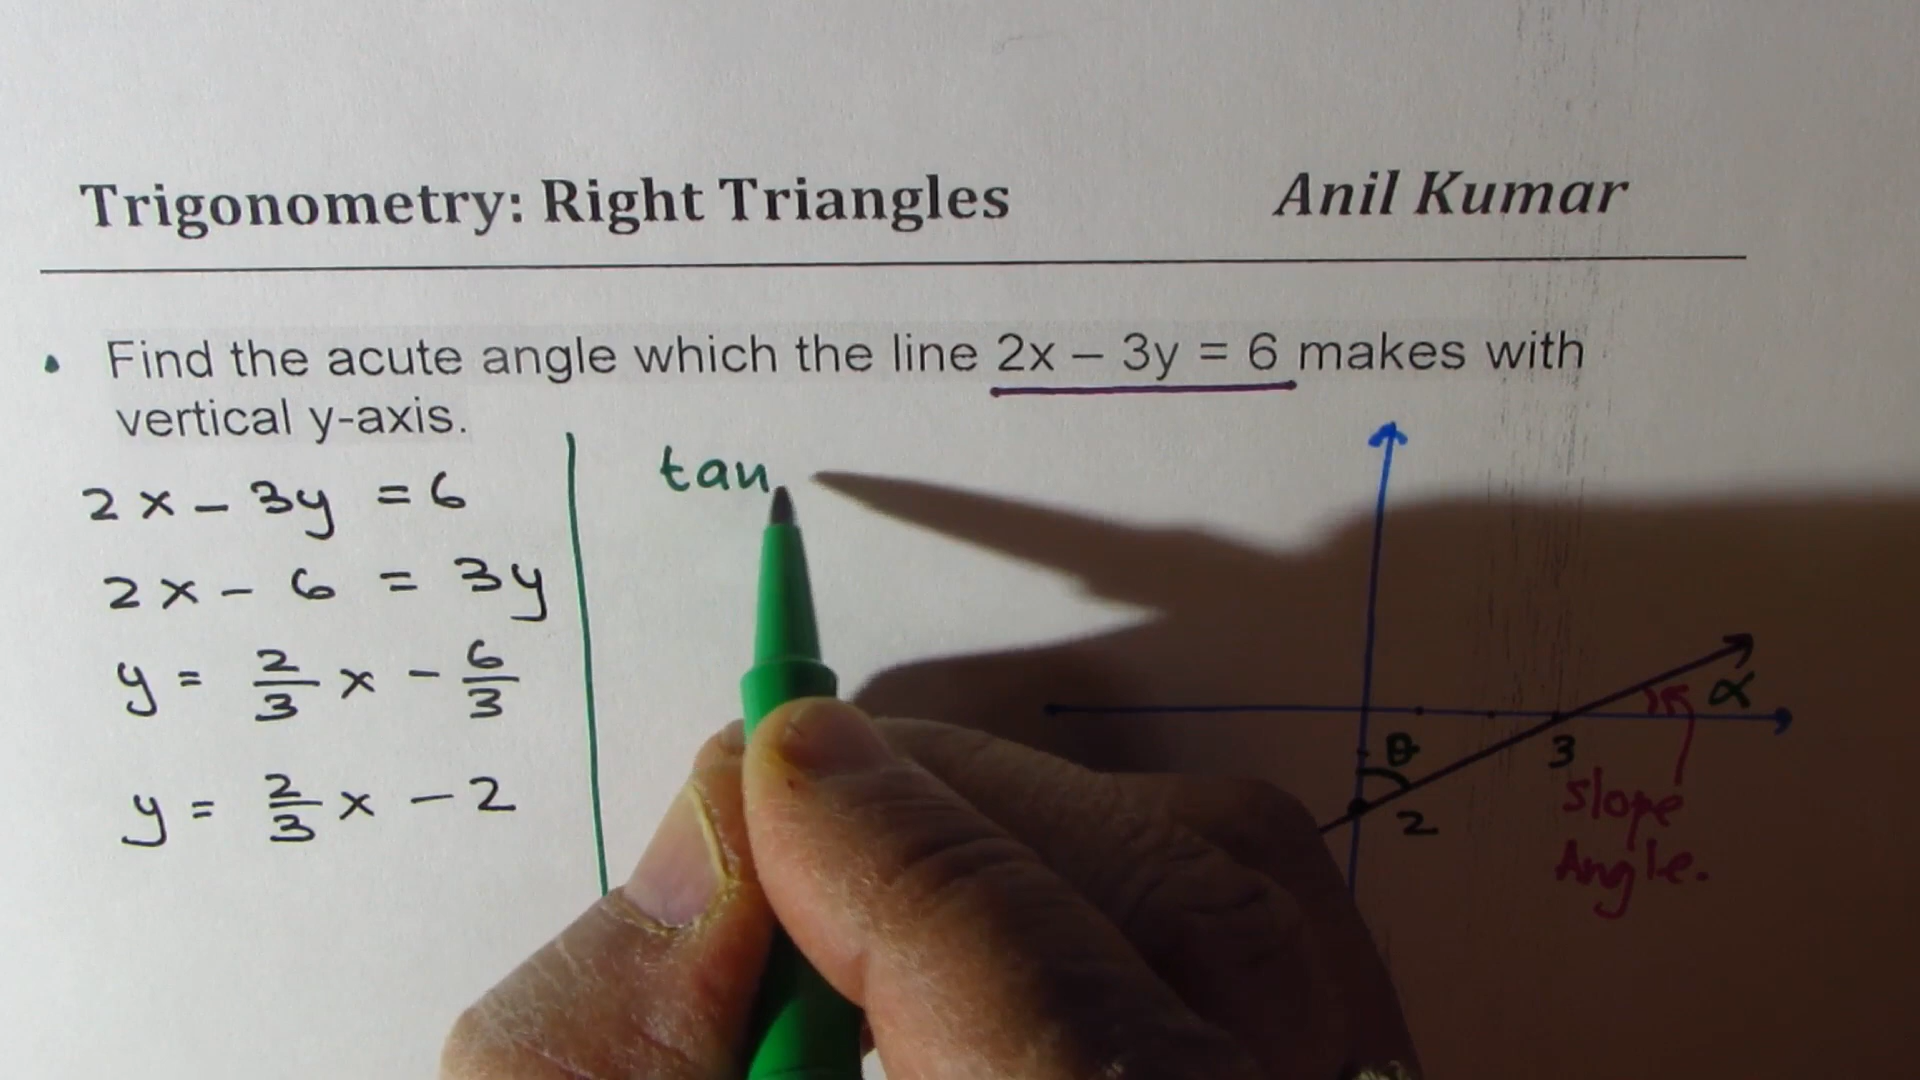 Trigonometry: Right Triangles Anil Kumar
• Find the acute angle which the line 2x – 3y = 6 makes with
vertical y-axis.
2x - 3y = 6
2x - 6 = 3y
y = 2/3 x - 6/3
y = 2/3 x - 2
tan
α
θ
3
2
slope
Angle.